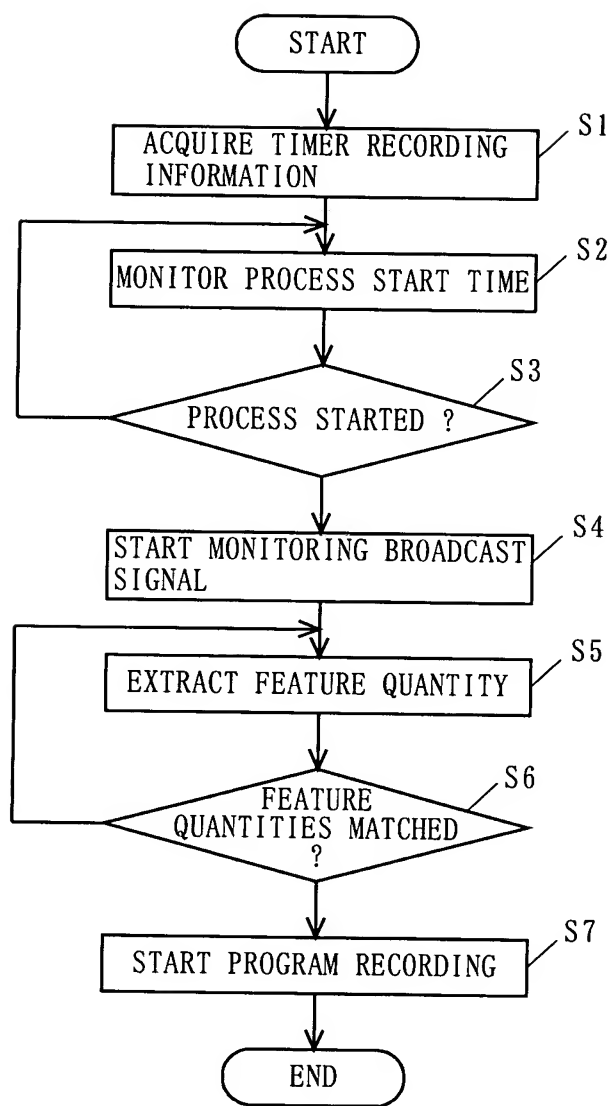 START
ACQUIRE TIMER RECORDING
INFORMATION
S1
MONITOR PROCESS START TIME
S2
PROCESS STARTED ?
S3
START MONITORING BROADCAST
SIGNAL
S4
EXTRACT FEATURE QUANTITY
S5
FEATURE
QUANTITIES MATCHED
?
S6
START PROGRAM RECORDING
S7
END